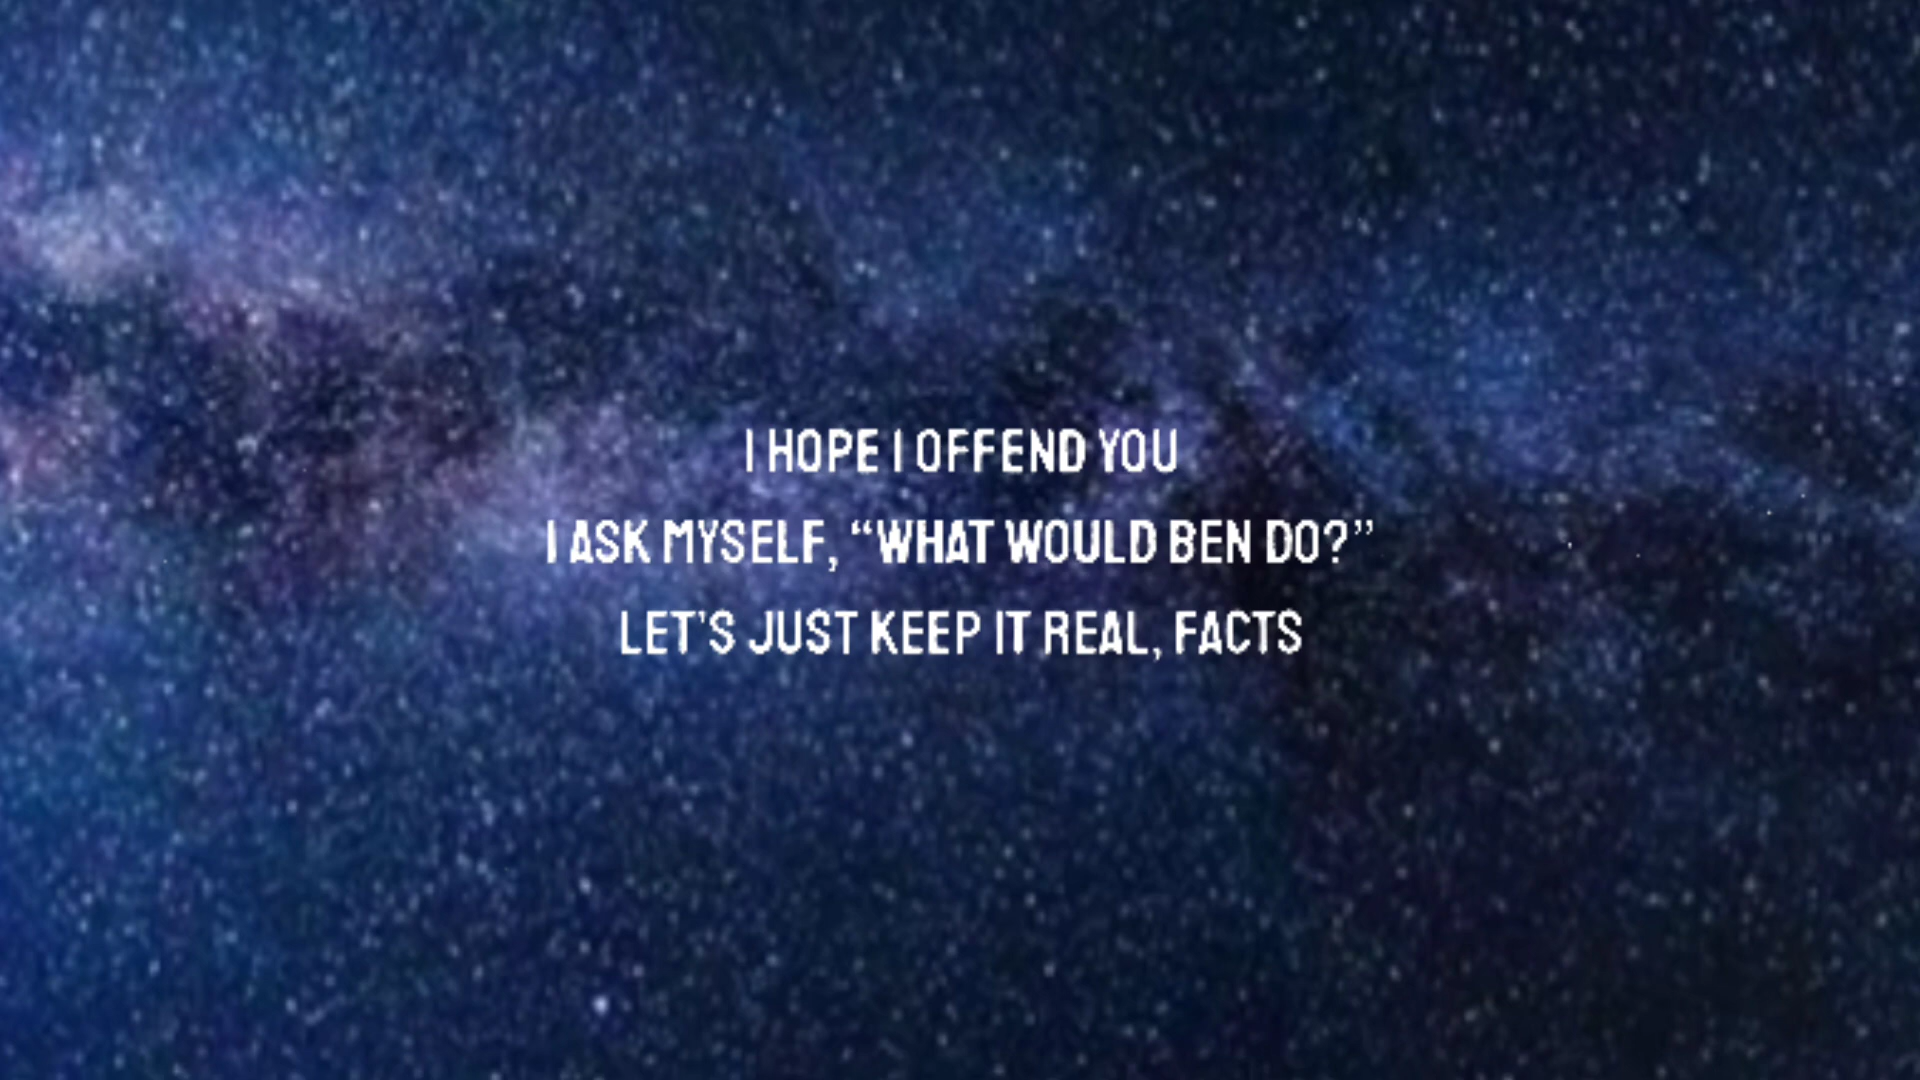 I HOPE I OFFEND YOU
I ASK MYSELF, “WHAT WOULD BEN DO?”
LET’S JUST KEEP IT REAL, FACTS